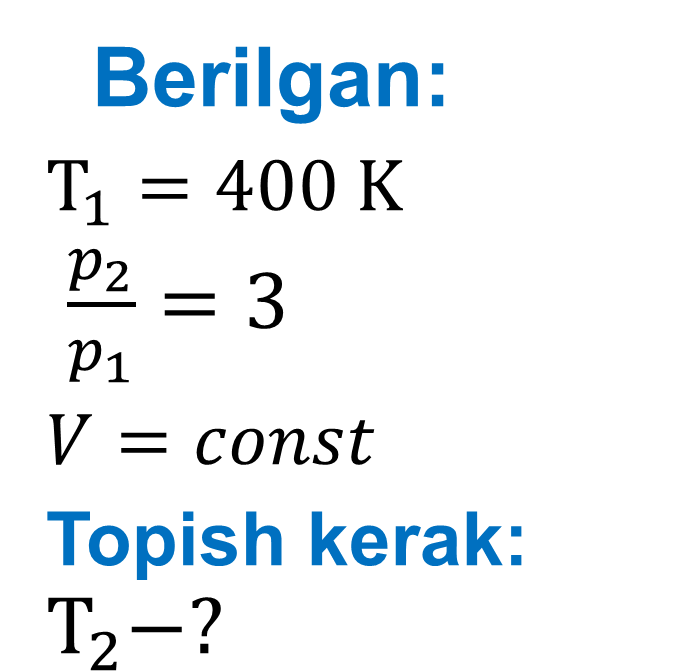 Berilgan:
T₁ = 400 K
p₂/p₁ = 3
V = const
Topish kerak:
T₂−?